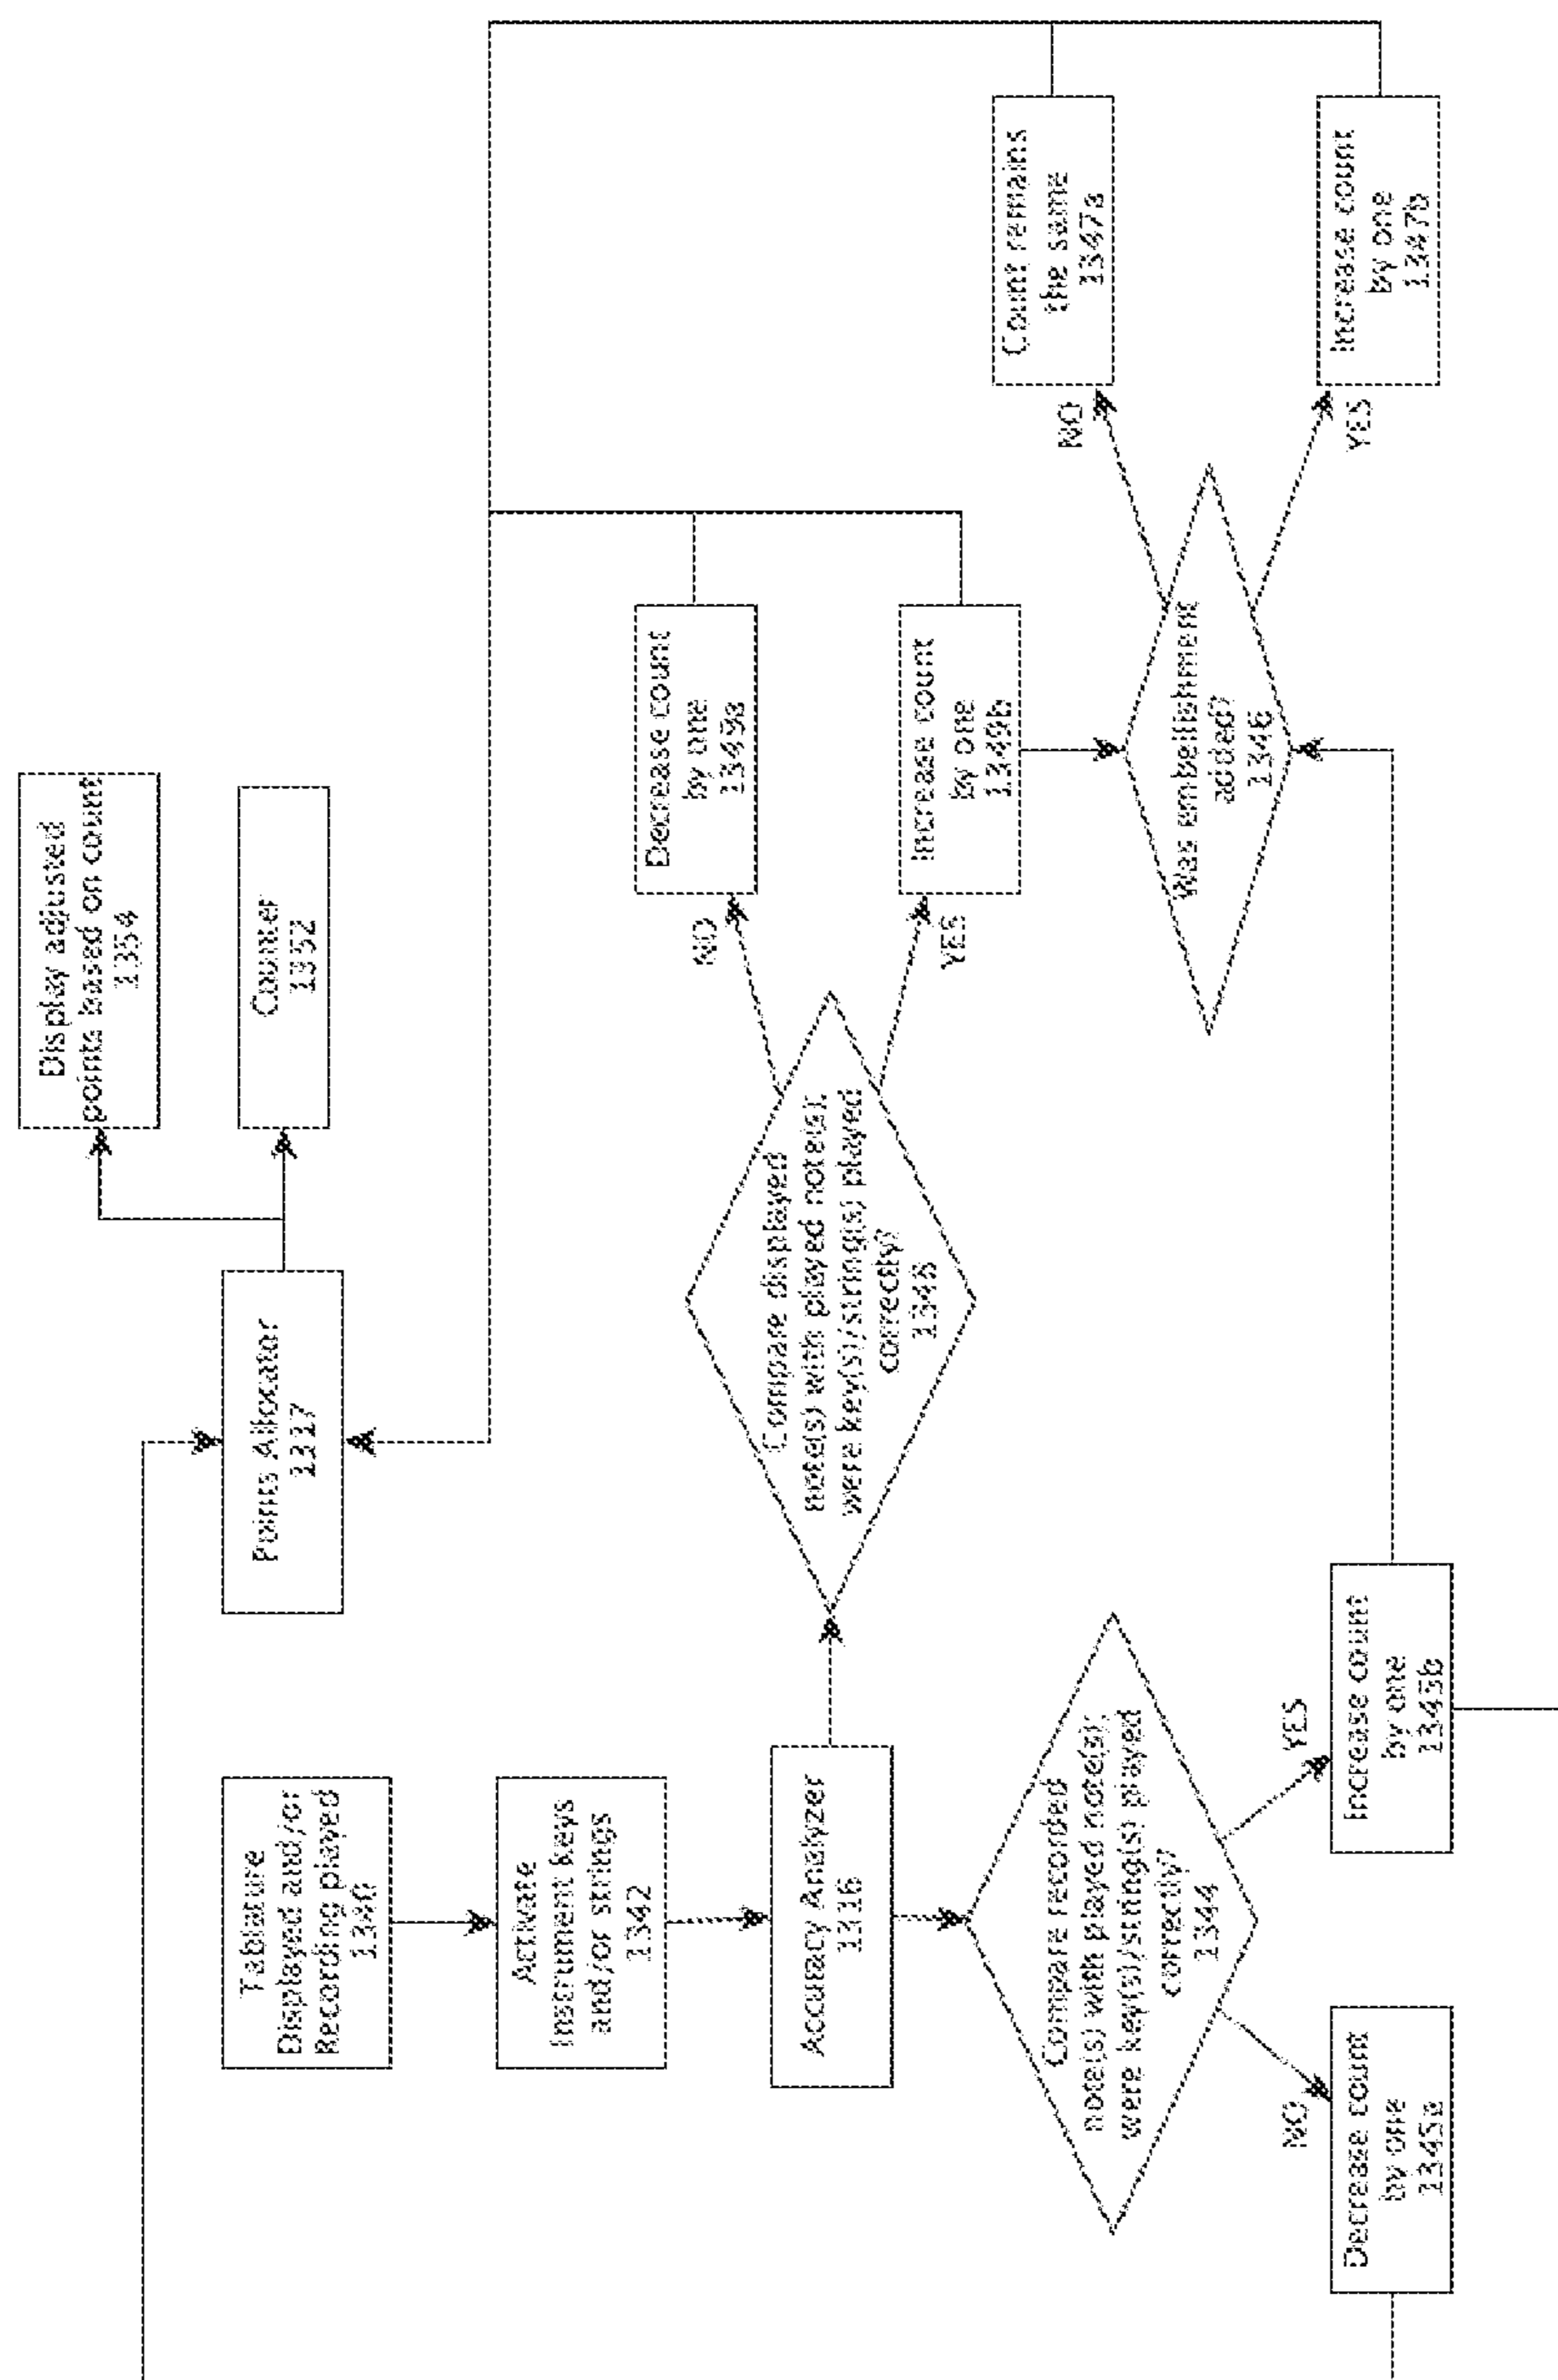 Tablature
Displayed and/or
Recording played
1340
Activate
Instrument keys
and/or strings
1342
Accuracy Analyzer
1316
Compare recorded
note(s) with played note(s);
were key(s)/string(s) played
correctly?
1344
NO
YES
Decrease count
by one
1345a
Increase count
by one
1345b
Points Allocator
1317
Display adjusted
points based on count
1354
Counter
1352
Compare displayed
note(s) with played note(s);
were key(s)/string(s) played
correctly?
1348
NO
YES
Decrease count
by one
1349a
Increase count
by one
1349b
Was embellishment
added?
1346
NO
YES
Count remains
the same
1347a
Increase count
by one
1347b